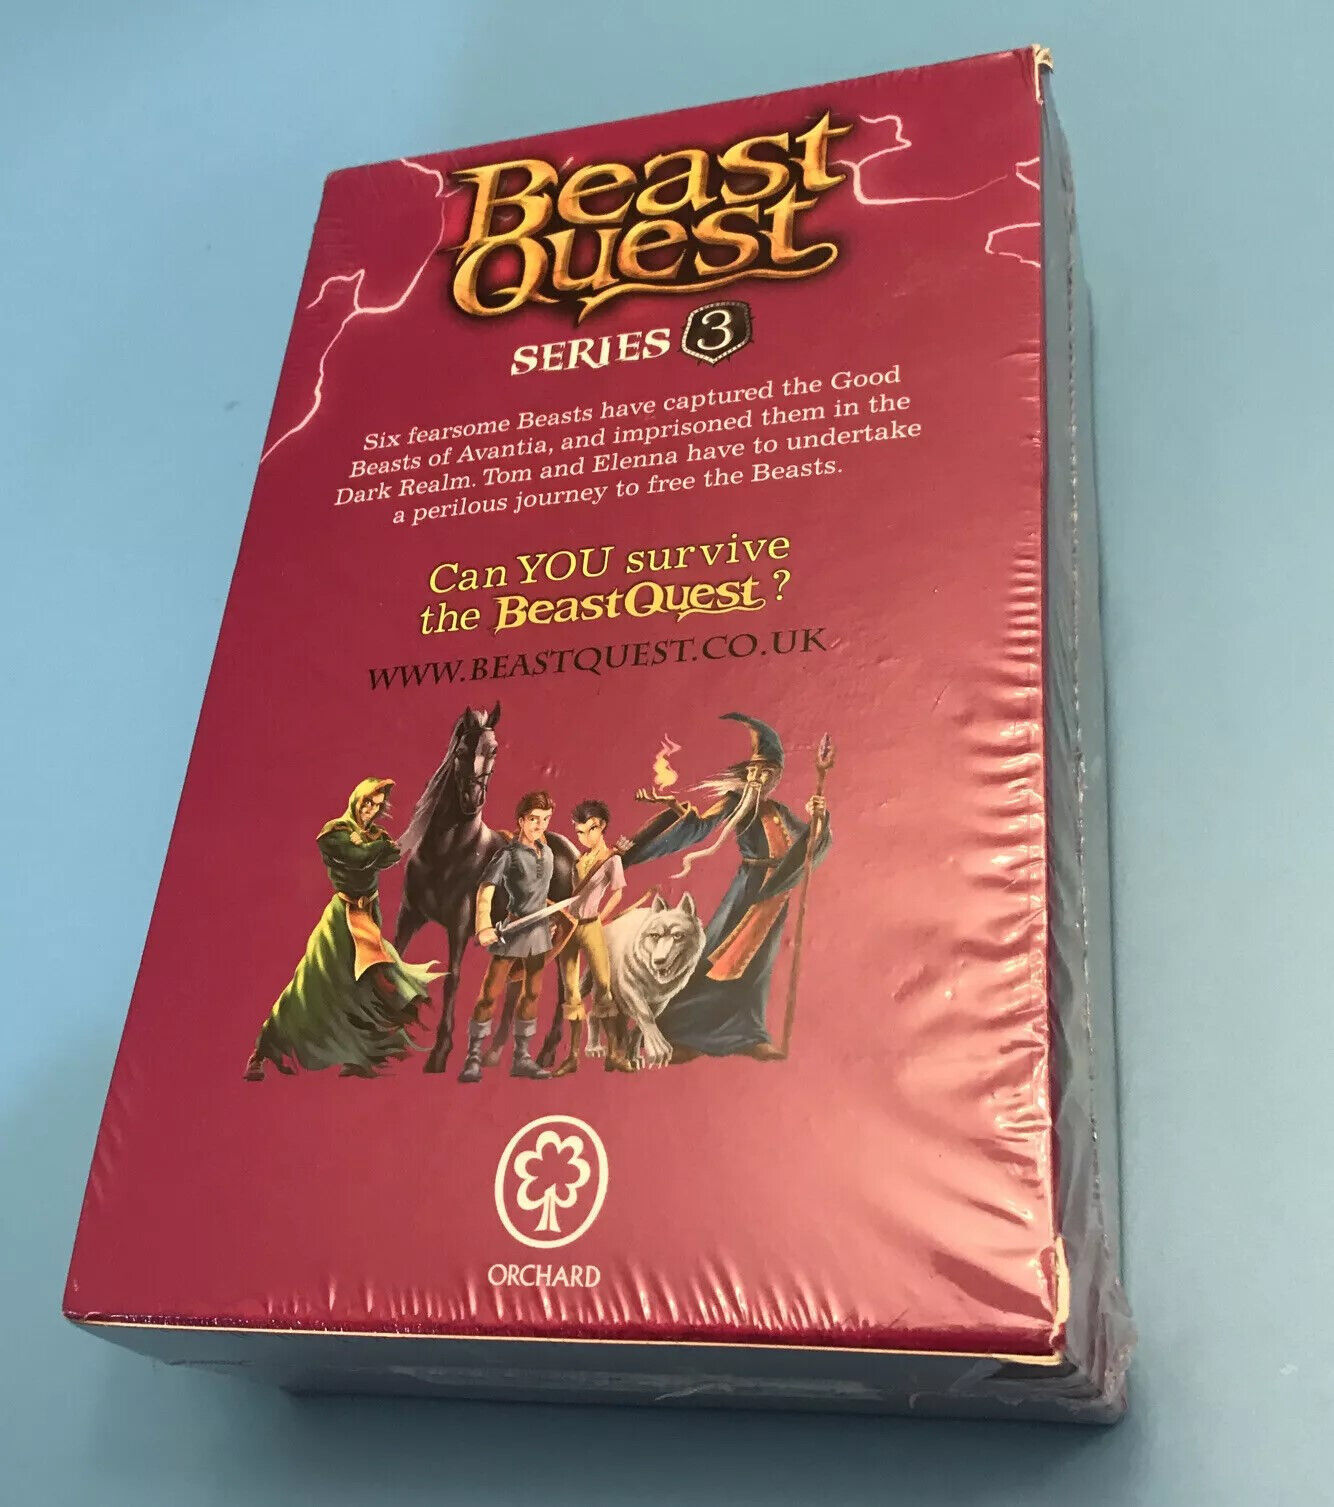 Beast
Quest
SERIES 3
Six fearsome Beasts have captured the Good
Beasts of Avantia, and imprisoned them in the
Dark Realm. Tom and Elenna have to undertake
a perilous journey to free the Beasts.
Can YOU survive
the BeastQuest?
WWW.BEASTQUEST.CO.UK
ORCHARD